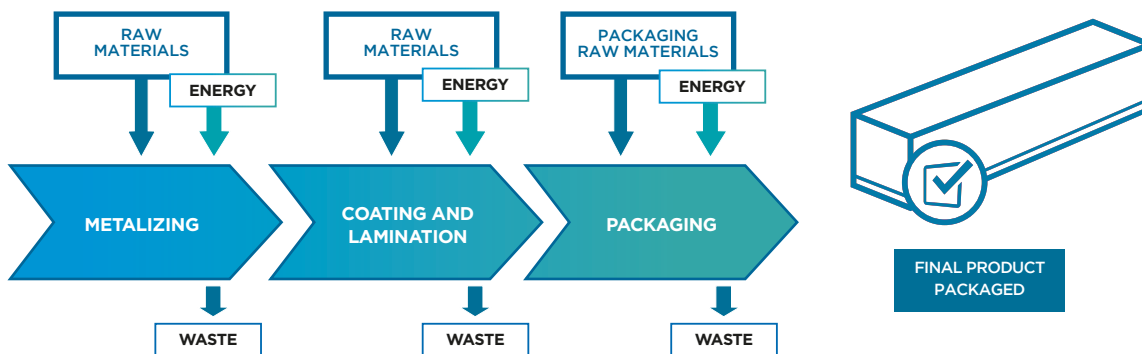 RAW
MATERIALS
ENERGY
RAW
MATERIALS
ENERGY
PACKAGING
RAW MATERIALS
ENERGY
METALIZING
COATING AND
LAMINATION
PACKAGING
WASTE
WASTE
WASTE
FINAL PRODUCT
PACKAGED